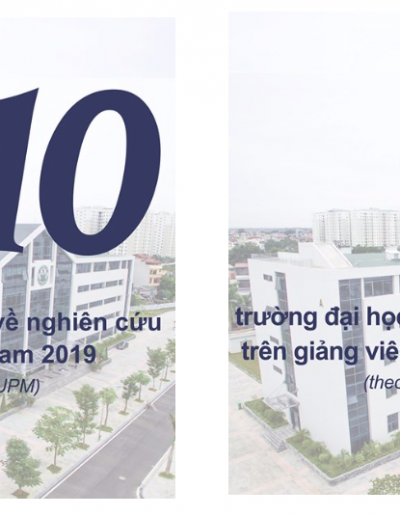 10
về nghiên cứu
am 2019
UPM)
trường đại học
trên giảng viê
(theo